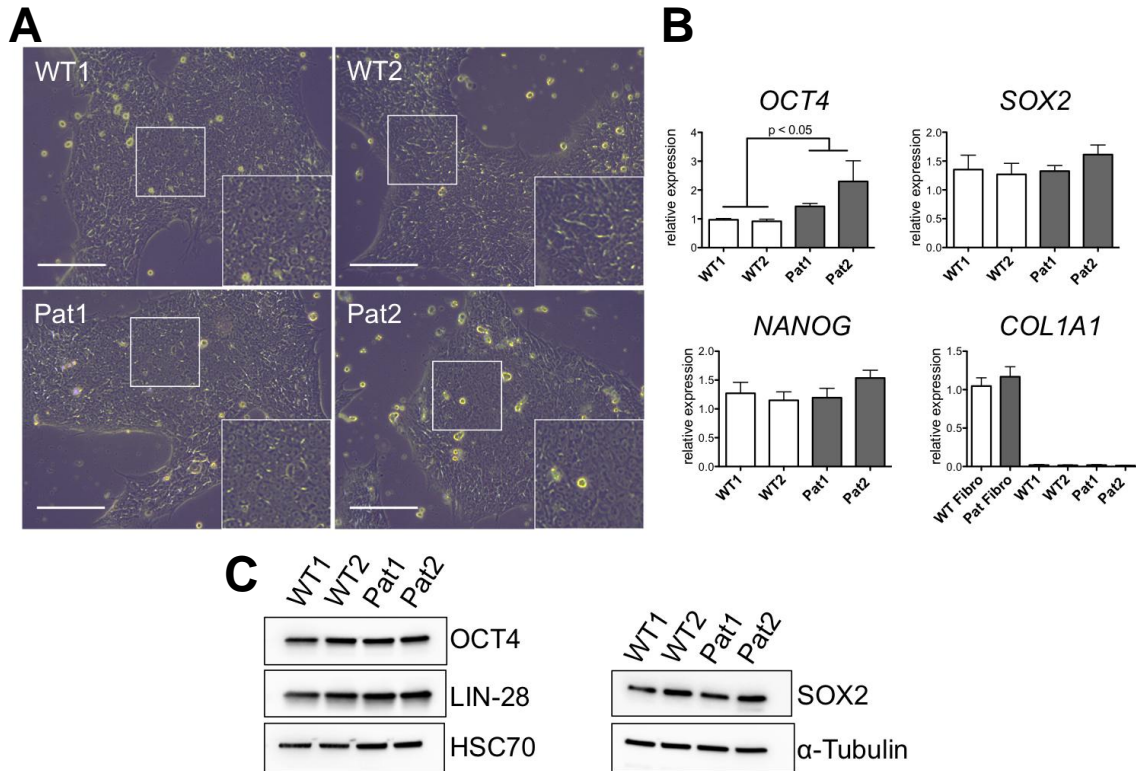 A
WT1
WT2
Pat1
Pat2
B
OCT4
relative expression
4
3
2
1
0
p < 0.05
WT1
WT2
Pat1
Pat2
SOX2
relative expression
2.0
1.5
1.0
0.5
0.0
WT1
WT2
Pat1
Pat2
NANOG
relative expression
2.0
1.5
1.0
0.5
0.0
WT1
WT2
Pat1
Pat2
COL1A1
relative expression
1.5
1.0
0.5
0.0
WT Fibro
Pat Fibro
WT1
WT2
Pat1
Pat2
C
WT1
WT2
Pat1
Pat2
OCT4
LIN-28
HSC70
WT1
WT2
Pat1
Pat2
SOX2
α-Tubulin